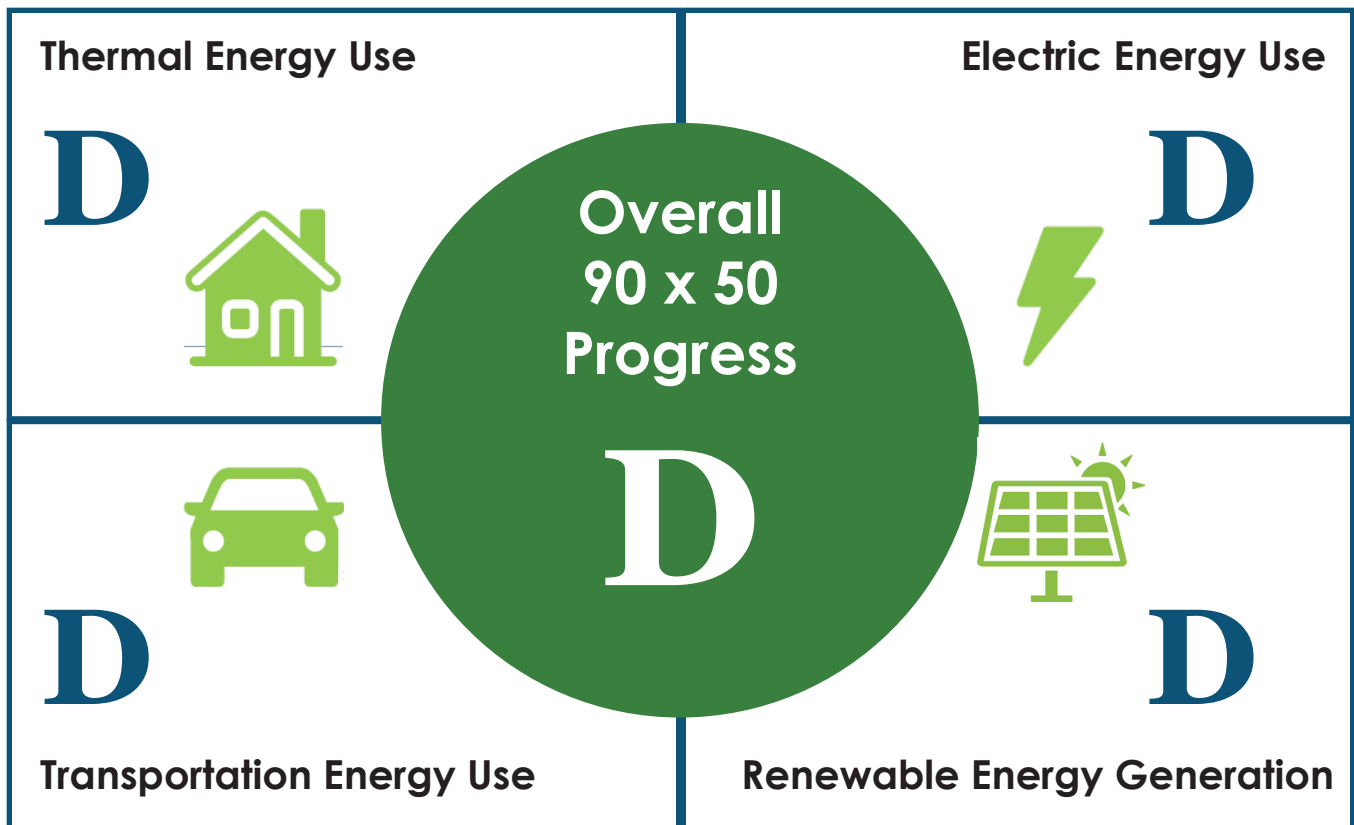 Thermal Energy Use
D
Electric Energy Use
D
Overall
90 x 50
Progress
D
D
Transportation Energy Use
D
Renewable Energy Generation